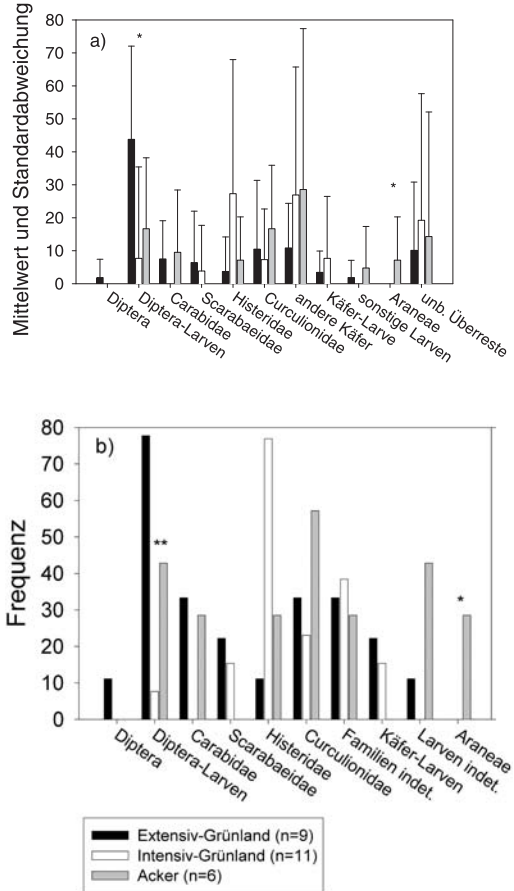 a)
Mittelwert und Standardabweichung
80
70
60
50
40
30
20
10
0
*
*
Diptera
Diptera-Larven
Carabidae
Scarabaeidae
Histeridae
Curculionidae
andere Käfer
Käfer-Larve
sonstige Larven
Araneae
unb. Überreste
b)
Frequenz
80
70
60
50
40
30
20
10
0
**
*
Diptera
Diptera-Larven
Carabidae
Scarabaeidae
Histeridae
Curculionidae
Familien indet.
Käfer-Larven
Larven indet.
Araneae
Extensiv-Grünland (n=9)
Intensiv-Grünland (n=11)
Acker (n=6)